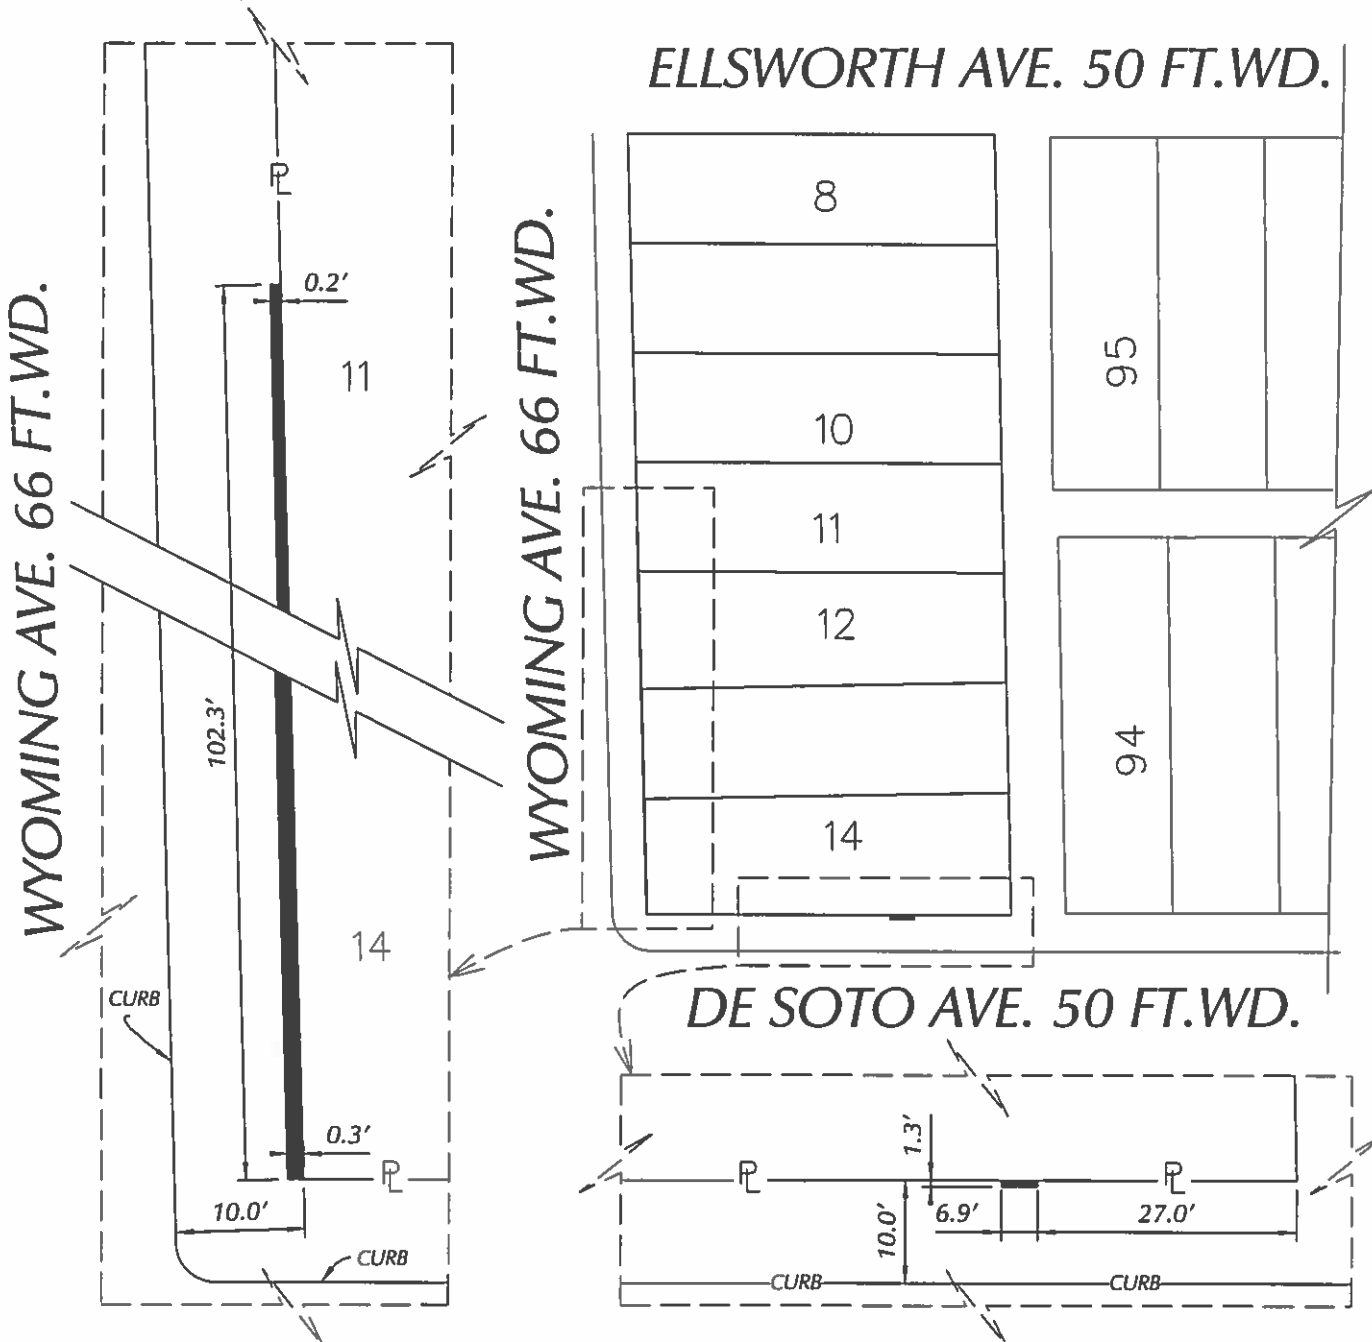 ELLSWORTH AVE. 50 FT.WD.
WYOMING AVE. 66 FT.WD.
PL
0.2'
11
102.3'
14
CURB
0.3'
PL
10.0'
CURB
WYOMING AVE. 66 FT.WD.
8
10
11
12
14
95
94
DE SOTO AVE. 50 FT.WD.
1.3'
PL
PL
10.0'
6.9'
27.0'
CURB
CURB